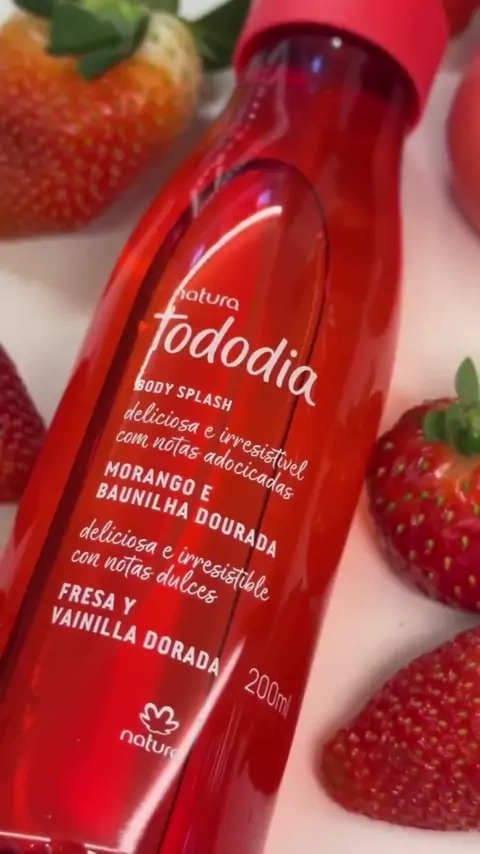 natura
tododia
BODY SPLASH
deliciosa e irresistível
com notas adocicadas
MORANGO E
BAUNILHA DOURADA
deliciosa e irresistible
con notas dulces
FRESA Y
VAINILLA DORADA
200ml
natura